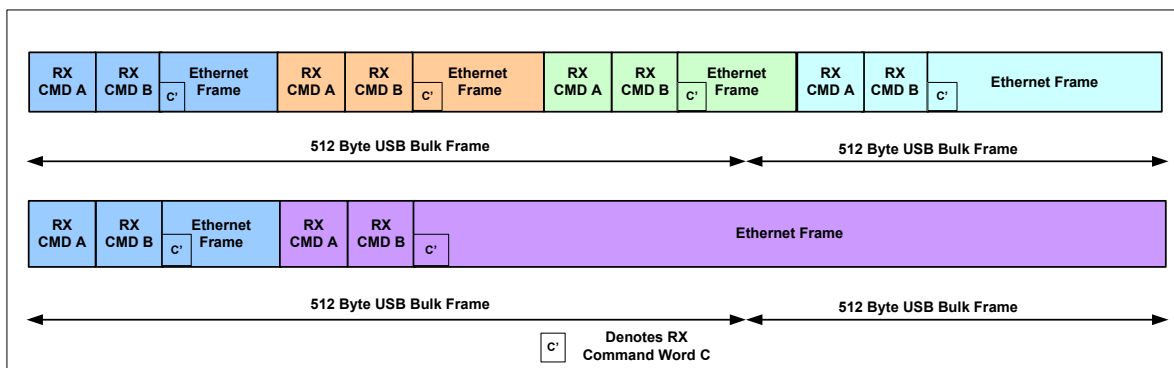 RX CMD A RX CMD B C' Ethernet Frame RX CMD A RX CMD B C' Ethernet Frame RX CMD A RX CMD B C' Ethernet Frame RX CMD A RX CMD B C' Ethernet Frame
512 Byte USB Bulk Frame 512 Byte USB Bulk Frame
RX CMD A RX CMD B C' Ethernet Frame RX CMD A RX CMD B C' Ethernet Frame
512 Byte USB Bulk Frame 512 Byte USB Bulk Frame
C' Denotes RX
Command Word C